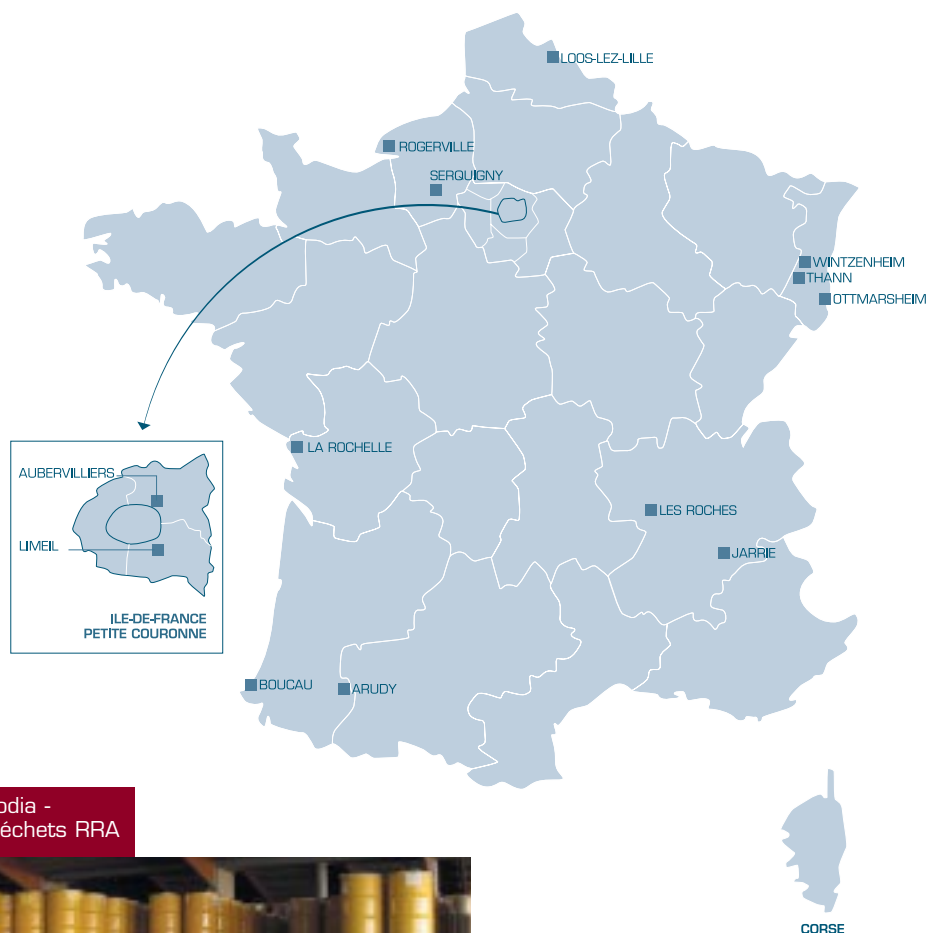 LOOS-LEZ-LILLE
ROGERVILLE
SERQUIGNY
WINTZENHEIM
THANN
OTTMARSHEIM
LA ROCHELLE
AUBERVILLIERS
LIMEIL
ILE-DE-FRANCE
PETITE COURONNE
LES ROCHES
JARRIE
BOUCAU
ARUDY
odia -
échets RRA
CORSE